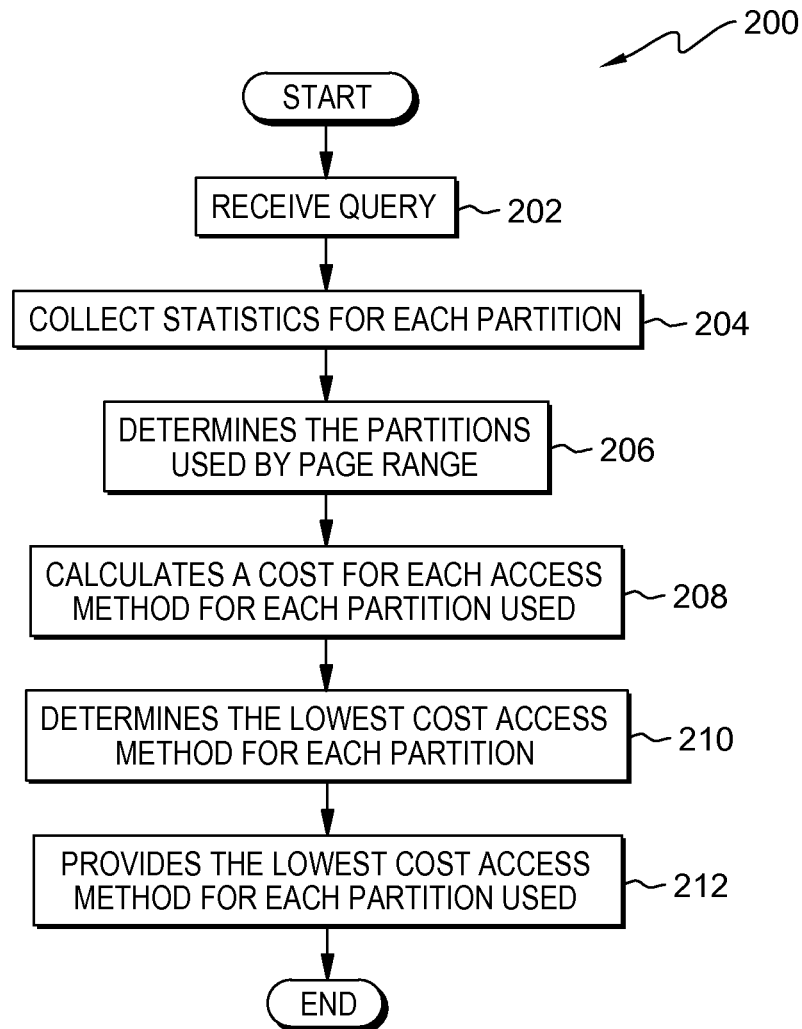 200
START
RECEIVE QUERY
202
COLLECT STATISTICS FOR EACH PARTITION
204
DETERMINES THE PARTITIONS
USED BY PAGE RANGE
206
CALCULATES A COST FOR EACH ACCESS
METHOD FOR EACH PARTITION USED
208
DETERMINES THE LOWEST COST ACCESS
METHOD FOR EACH PARTITION
210
PROVIDES THE LOWEST COST ACCESS
METHOD FOR EACH PARTITION USED
212
END